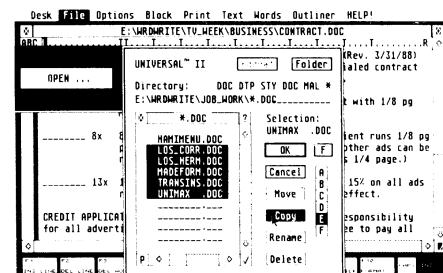 Desk File Options Block Print Text Words Outliner HELP!
E:\WRDWRITE\TV_WEEK\BUSINESS\CONTRACT.DOC
ABC
(Rev. 3/31/88)
OPEN ...
UNIVERSAL™ II Folder
Directory: DOC DTP STY DOC MAL *
E:\WRDWRITE\JOB_WORK\*.DOC
*.DOC ?
HAMIMENU.DOC
LOS_CORR.DOC
LOS_HERM.DOC
MADEFORM.DOC
TRANSINS.DOC
UNIMAX .DOC
Selection:
UNIMAX .DOC
OK F
Cancel
Move
Copy
Rename
Delete
A
B
C
D
E
F
P
ialed contract
t with 1/8 pg
8x
ient runs 1/8 pg
other ads can be
s 1/4 page.)
13x
15% on all ads
effect.
CREDIT APPLICAT
esponsibility
for all adverti
ee to pay all